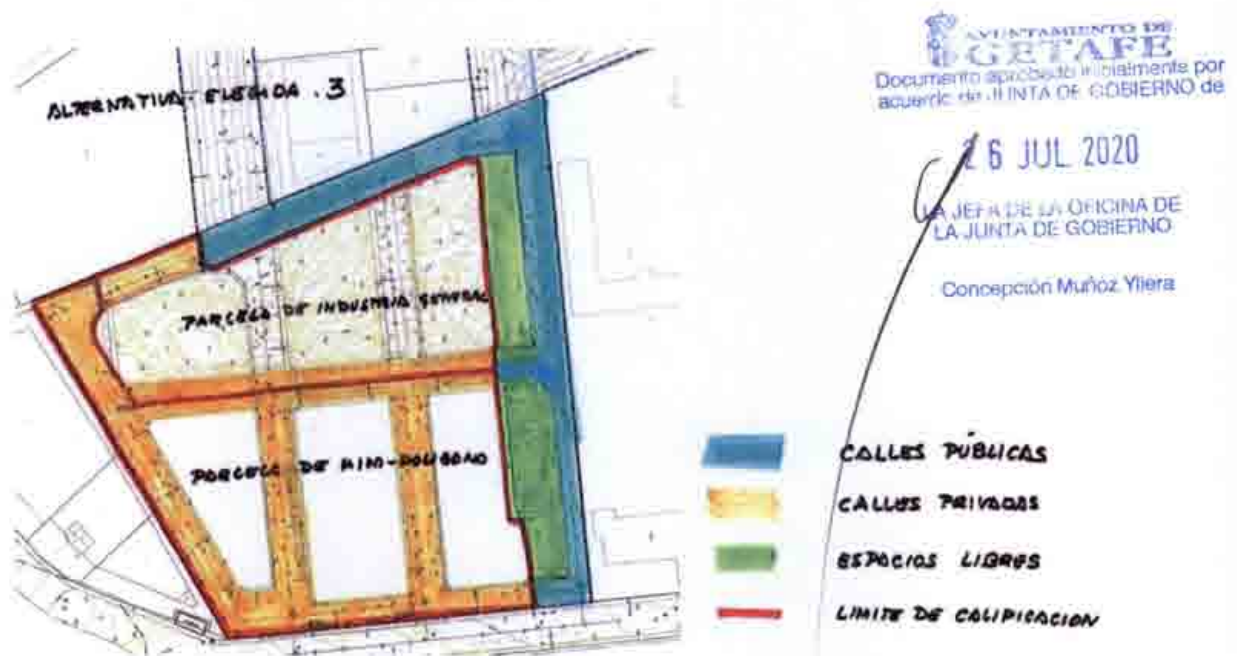 ALTERNATIVA ELEGIDA . 3
PARCELA DE INDUSTRIA GENERAL
PARCELA DE MINI-POLIGONO
AYUNTAMIENTO DE
GETAFE
Documento aprobado inicialmente por
acuerdo de JUNTA DE GOBIERNO de
26 JUL 2020
LA JEFA DE LA OFICINA DE
LA JUNTA DE GOBIERNO
Concepción Muñoz Yllera
CALLES PÚBLICAS
CALLES PRIVADAS
ESPACIOS LIBRES
LIMITE DE CALIFICACION